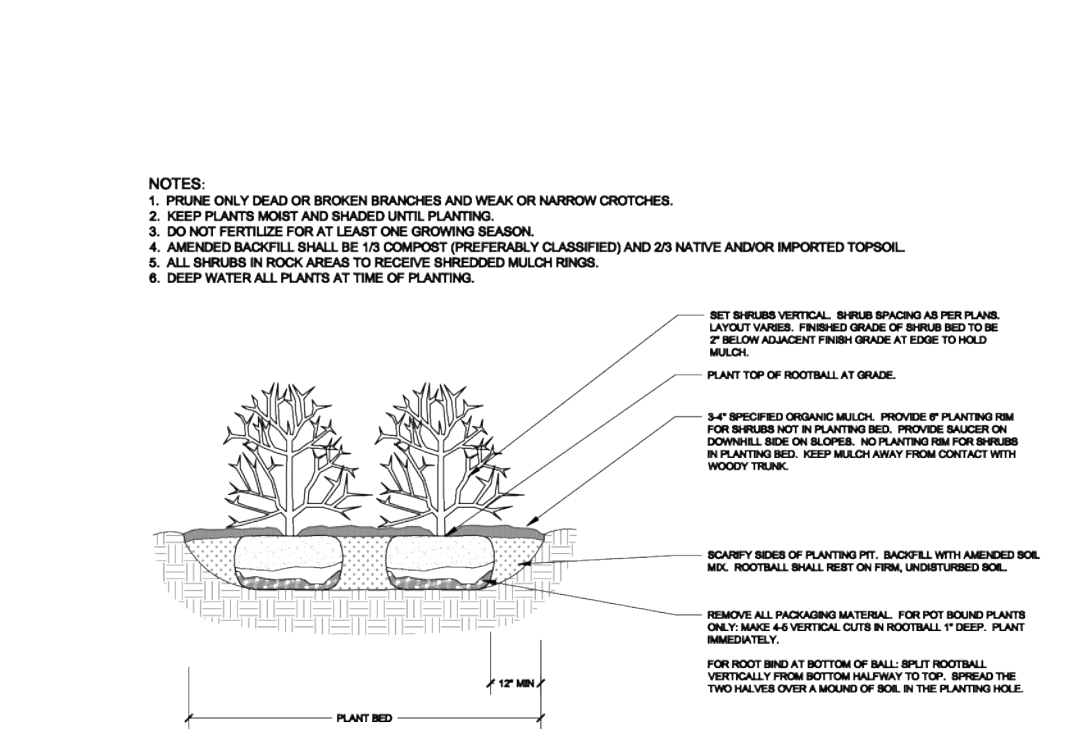 NOTES:
1. PRUNE ONLY DEAD OR BROKEN BRANCHES AND WEAK OR NARROW CROTCHES.
2. KEEP PLANTS MOIST AND SHADED UNTIL PLANTING.
3. DO NOT FERTILIZE FOR AT LEAST ONE GROWING SEASON.
4. AMENDED BACKFILL SHALL BE 1/3 COMPOST (PREFERABLY CLASSIFIED) AND 2/3 NATIVE AND/OR IMPORTED TOPSOIL.
5. ALL SHRUBS IN ROCK AREAS TO RECEIVE SHREDDED MULCH RINGS.
6. DEEP WATER ALL PLANTS AT TIME OF PLANTING.
SET SHRUBS VERTICAL. SHRUB SPACING AS PER PLANS.
LAYOUT VARIES. FINISHED GRADE OF SHRUB BED TO BE
2" BELOW ADJACENT FINISH GRADE AT EDGE TO HOLD
MULCH.
PLANT TOP OF ROOTBALL AT GRADE.
3-4" SPECIFIED ORGANIC MULCH. PROVIDE 6" PLANTING RIM
FOR SHRUBS NOT IN PLANTING BED. PROVIDE SAUCER ON
DOWNHILL SIDE ON SLOPES. NO PLANTING RIM FOR SHRUBS
IN PLANTING BED. KEEP MULCH AWAY FROM CONTACT WITH
WOODY TRUNK.
SCARIFY SIDES OF PLANTING PIT. BACKFILL WITH AMENDED SOIL
MIX. ROOTBALL SHALL REST ON FIRM, UNDISTURBED SOIL.
REMOVE ALL PACKAGING MATERIAL. FOR POT BOUND PLANTS
ONLY: MAKE 4-5 VERTICAL CUTS IN ROOTBALL 1" DEEP. PLANT
IMMEDIATELY.
FOR ROOT BIND AT BOTTOM OF BALL: SPLIT ROOTBALL
VERTICALLY FROM BOTTOM HALFWAY TO TOP. SPREAD THE
TWO HALVES OVER A MOUND OF SOIL IN THE PLANTING HOLE.
12" MIN
PLANT BED